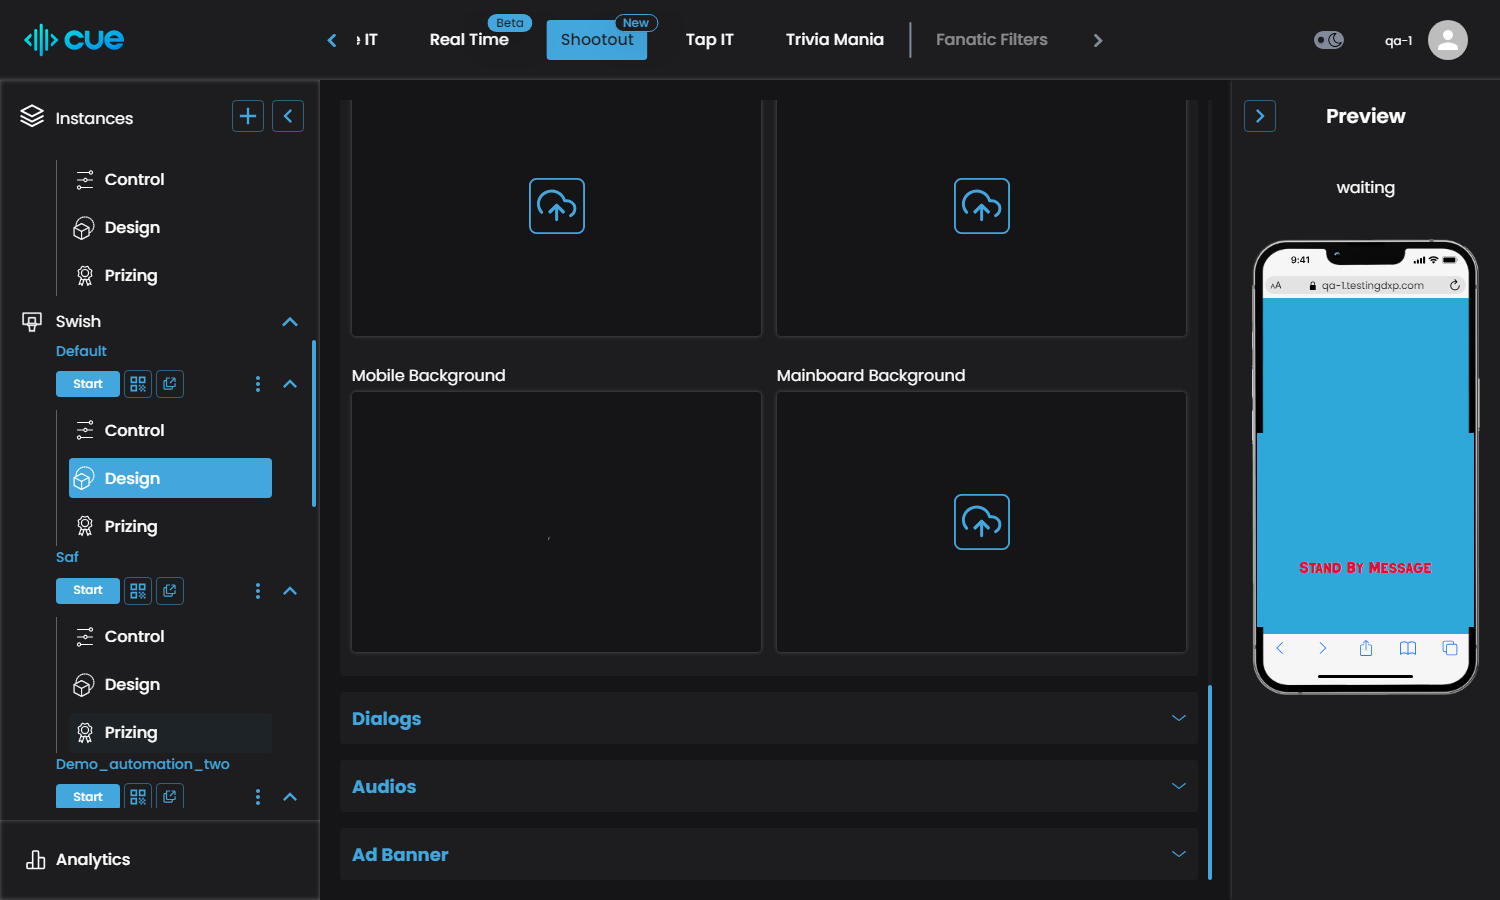 cue
e IT
Real Time
Beta
Shootout
New
Tap IT
Trivia Mania
Fanatic Filters
qa-1
Instances
Control
Design
Prizing
Swish
Default
Start
Control
Design
Prizing
Saf
Start
Control
Design
Prizing
Demo_automation_two
Start
Analytics
Mobile Background
Mainboard Background
Dialogs
Audios
Ad Banner
Preview
waiting
9:41
AA
qa-1.testingdxp.com
Stand By Message